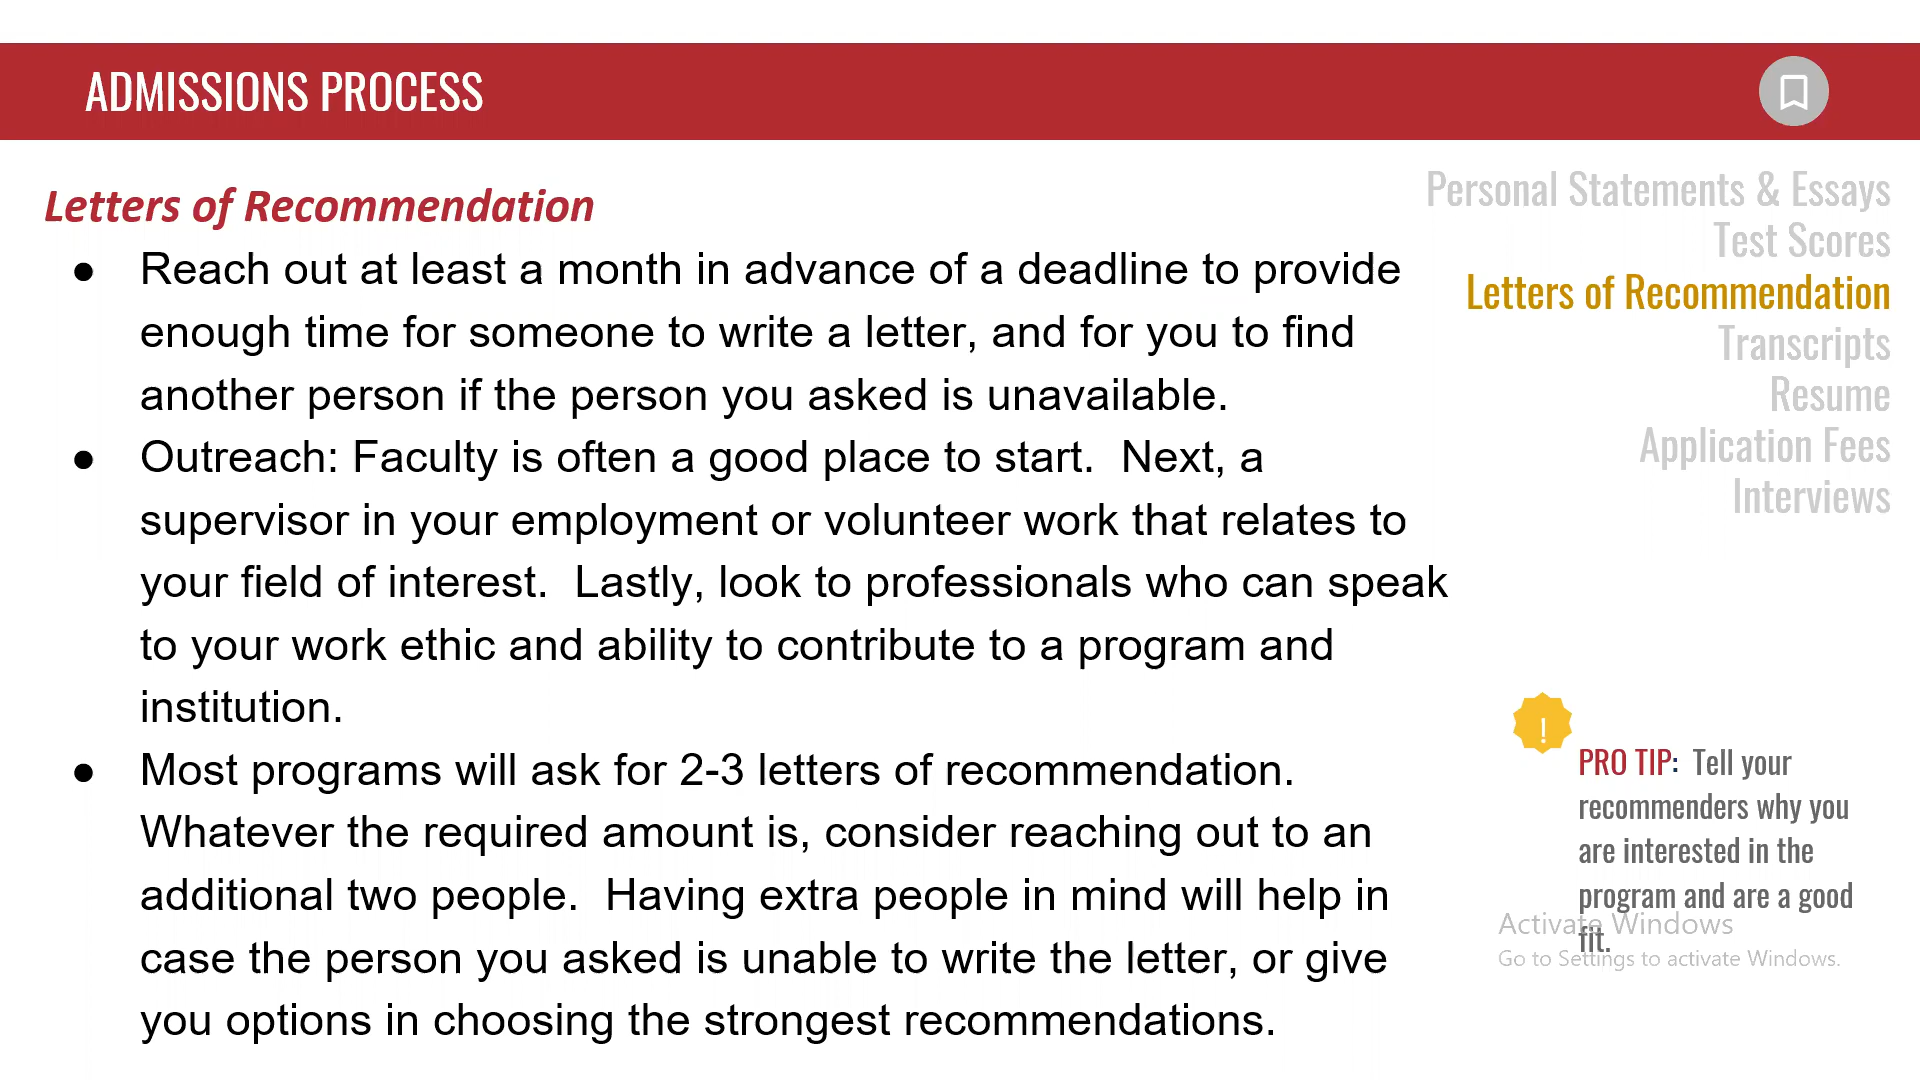 ADMISSIONS PROCESS
Letters of Recommendation
● Reach out at least a month in advance of a deadline to provide
enough time for someone to write a letter, and for you to find
another person if the person you asked is unavailable.
● Outreach: Faculty is often a good place to start.  Next, a
supervisor in your employment or volunteer work that relates to
your field of interest.  Lastly, look to professionals who can speak
to your work ethic and ability to contribute to a program and
institution.
● Most programs will ask for 2-3 letters of recommendation.
Whatever the required amount is, consider reaching out to an
additional two people.  Having extra people in mind will help in
case the person you asked is unable to write the letter, or give
you options in choosing the strongest recommendations.
Personal Statements & Essays
Test Scores
Letters of Recommendation
Transcripts
Resume
Application Fees
Interviews
!
PRO TIP:  Tell your
recommenders why you
are interested in the
program and are a good
fit.
Activate Windows
Go to Settings to activate Windows.